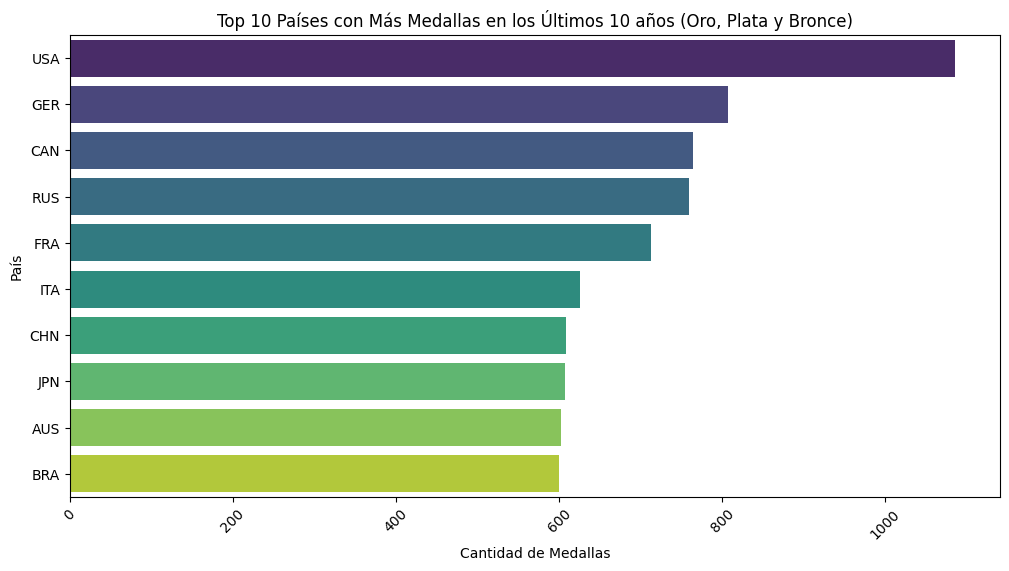 Top 10 Países con Más Medallas en los Últimos 10 años (Oro, Plata y Bronce)
País
USA
GER
CAN
RUS
FRA
ITA
CHN
JPN
AUS
BRA
0 200 400 600 800 1000
Cantidad de Medallas